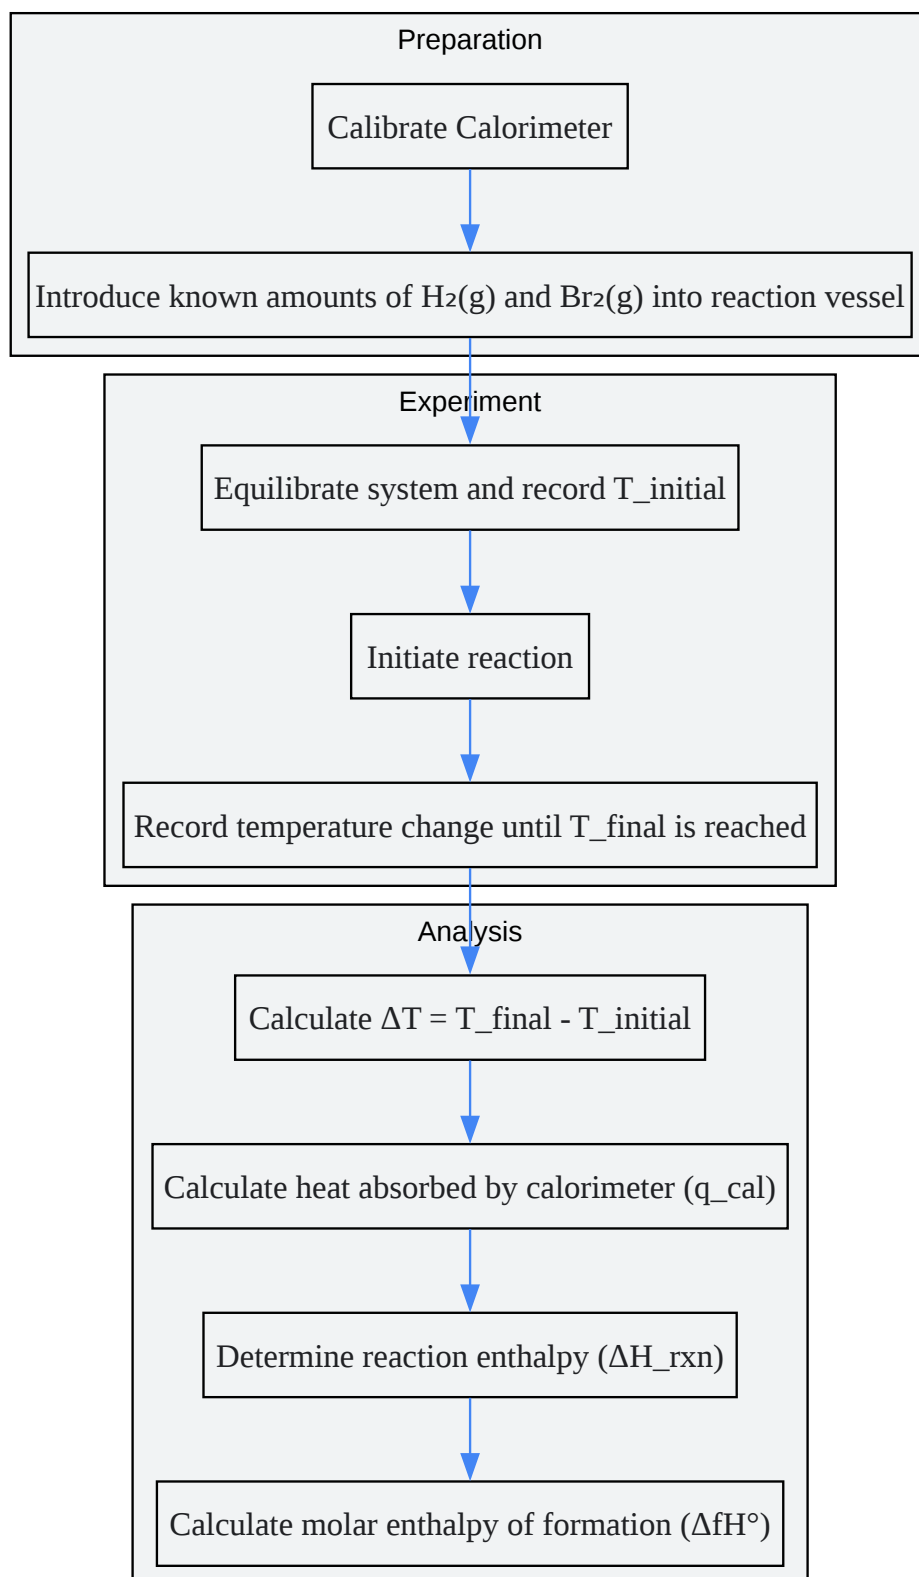 Preparation
Calibrate Calorimeter
Introduce known amounts of H₂(g) and Br₂(g) into reaction vessel
Experiment
Equilibrate system and record T_initial
Initiate reaction
Record temperature change until T_final is reached
Analysis
Calculate ΔT = T_final - T_initial
Calculate heat absorbed by calorimeter (q_cal)
Determine reaction enthalpy (ΔH_rxn)
Calculate molar enthalpy of formation (ΔfH°)